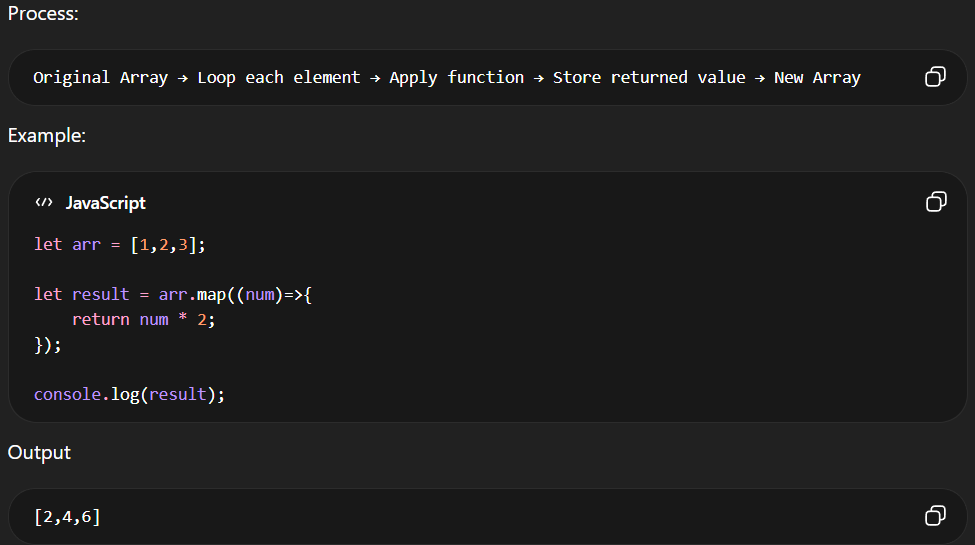 Process:
Original Array → Loop each element → Apply function → Store returned value → New Array
Example:
JavaScript
let arr = [1,2,3];
let result = arr.map((num)=>{
    return num * 2;
});
console.log(result);
Output
[2,4,6]